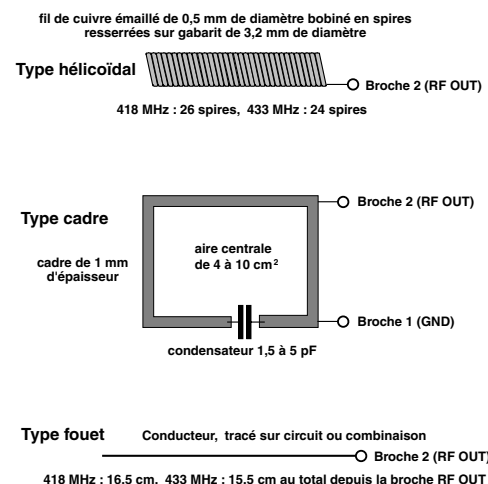 fil de cuivre émaillé de 0,5 mm de diamètre bobiné en spires
resserrées sur gabarit de 3,2 mm de diamètre
Type hélicoïdal
Broche 2 (RF OUT)
418 MHz : 26 spires, 433 MHz : 24 spires
Type cadre
Broche 2 (RF OUT)
cadre de 1 mm
d'épaisseur
aire centrale
de 4 à 10 cm²
Broche 1 (GND)
condensateur 1,5 à 5 pF
Type fouet
Conducteur, tracé sur circuit ou combinaison
Broche 2 (RF OUT)
418 MHz : 16,5 cm, 433 MHz : 15,5 cm au total depuis la broche RF OUT